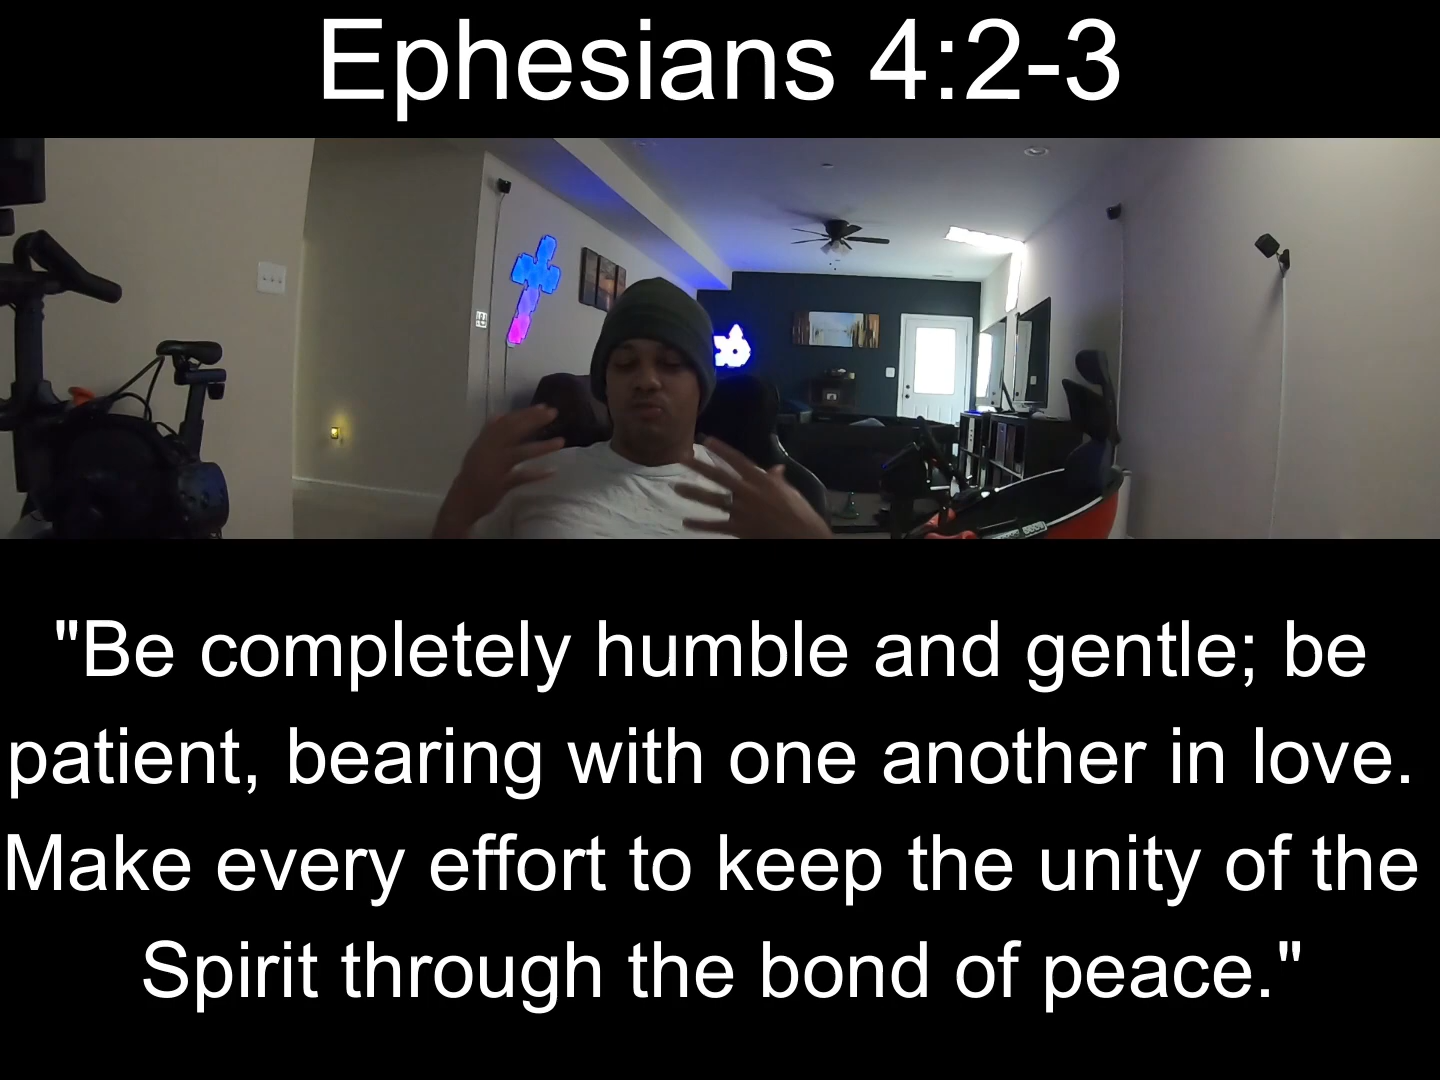 Ephesians 4:2-3
"Be completely humble and gentle; be
patient, bearing with one another in love.
Make every effort to keep the unity of the
Spirit through the bond of peace."